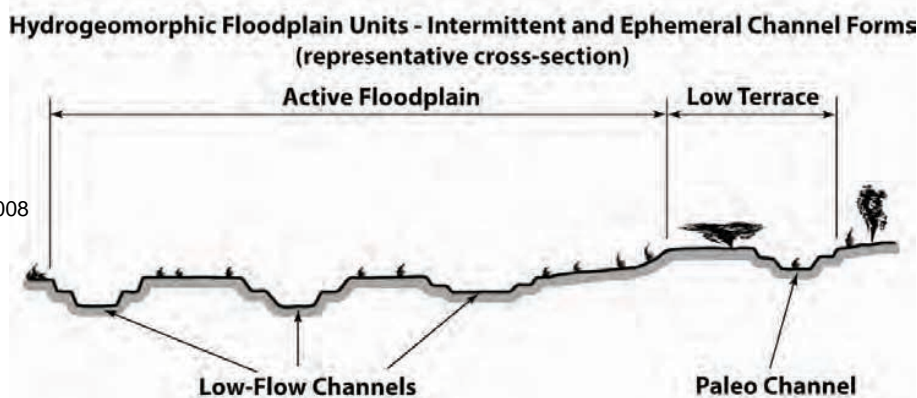 Hydrogeomorphic Floodplain Units - Intermittent and Ephemeral Channel Forms
(representative cross-section)
Active Floodplain
Low Terrace
008
Low-Flow Channels
Paleo Channel